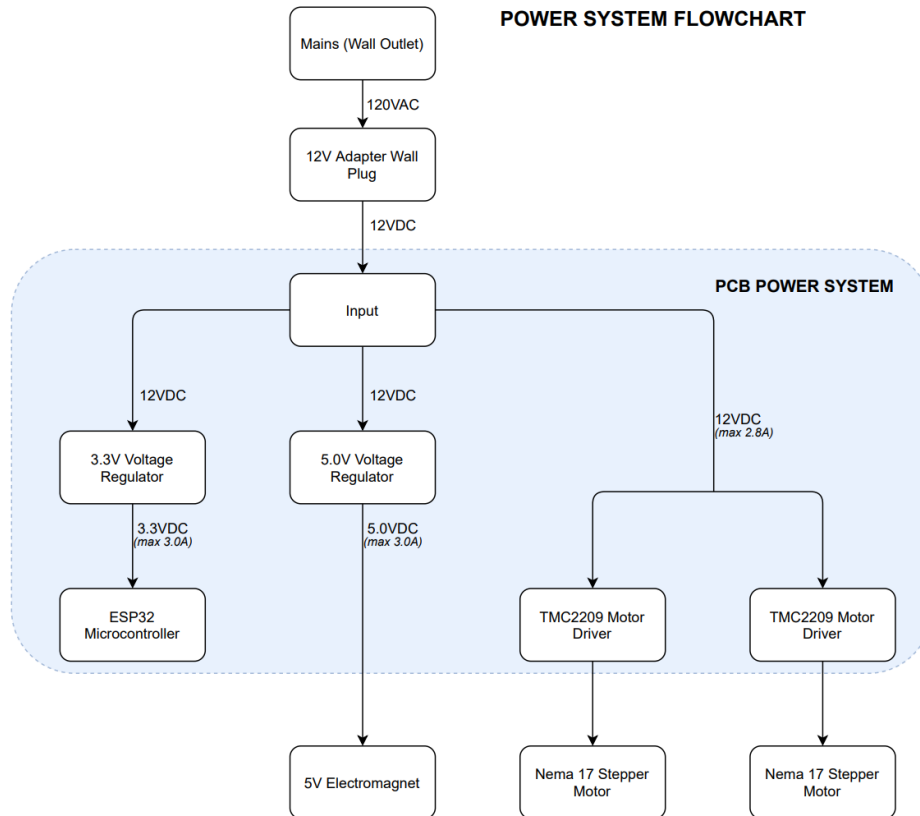 POWER SYSTEM FLOWCHART
Mains (Wall Outlet)
120VAC
12V Adapter Wall
Plug
12VDC
PCB POWER SYSTEM
Input
12VDC
12VDC
12VDC
(max 2.8A)
3.3V Voltage
Regulator
5.0V Voltage
Regulator
3.3VDC
(max 3.0A)
5.0VDC
(max 3.0A)
ESP32
Microcontroller
TMC2209 Motor
Driver
TMC2209 Motor
Driver
5V Electromagnet
Nema 17 Stepper
Motor
Nema 17 Stepper
Motor